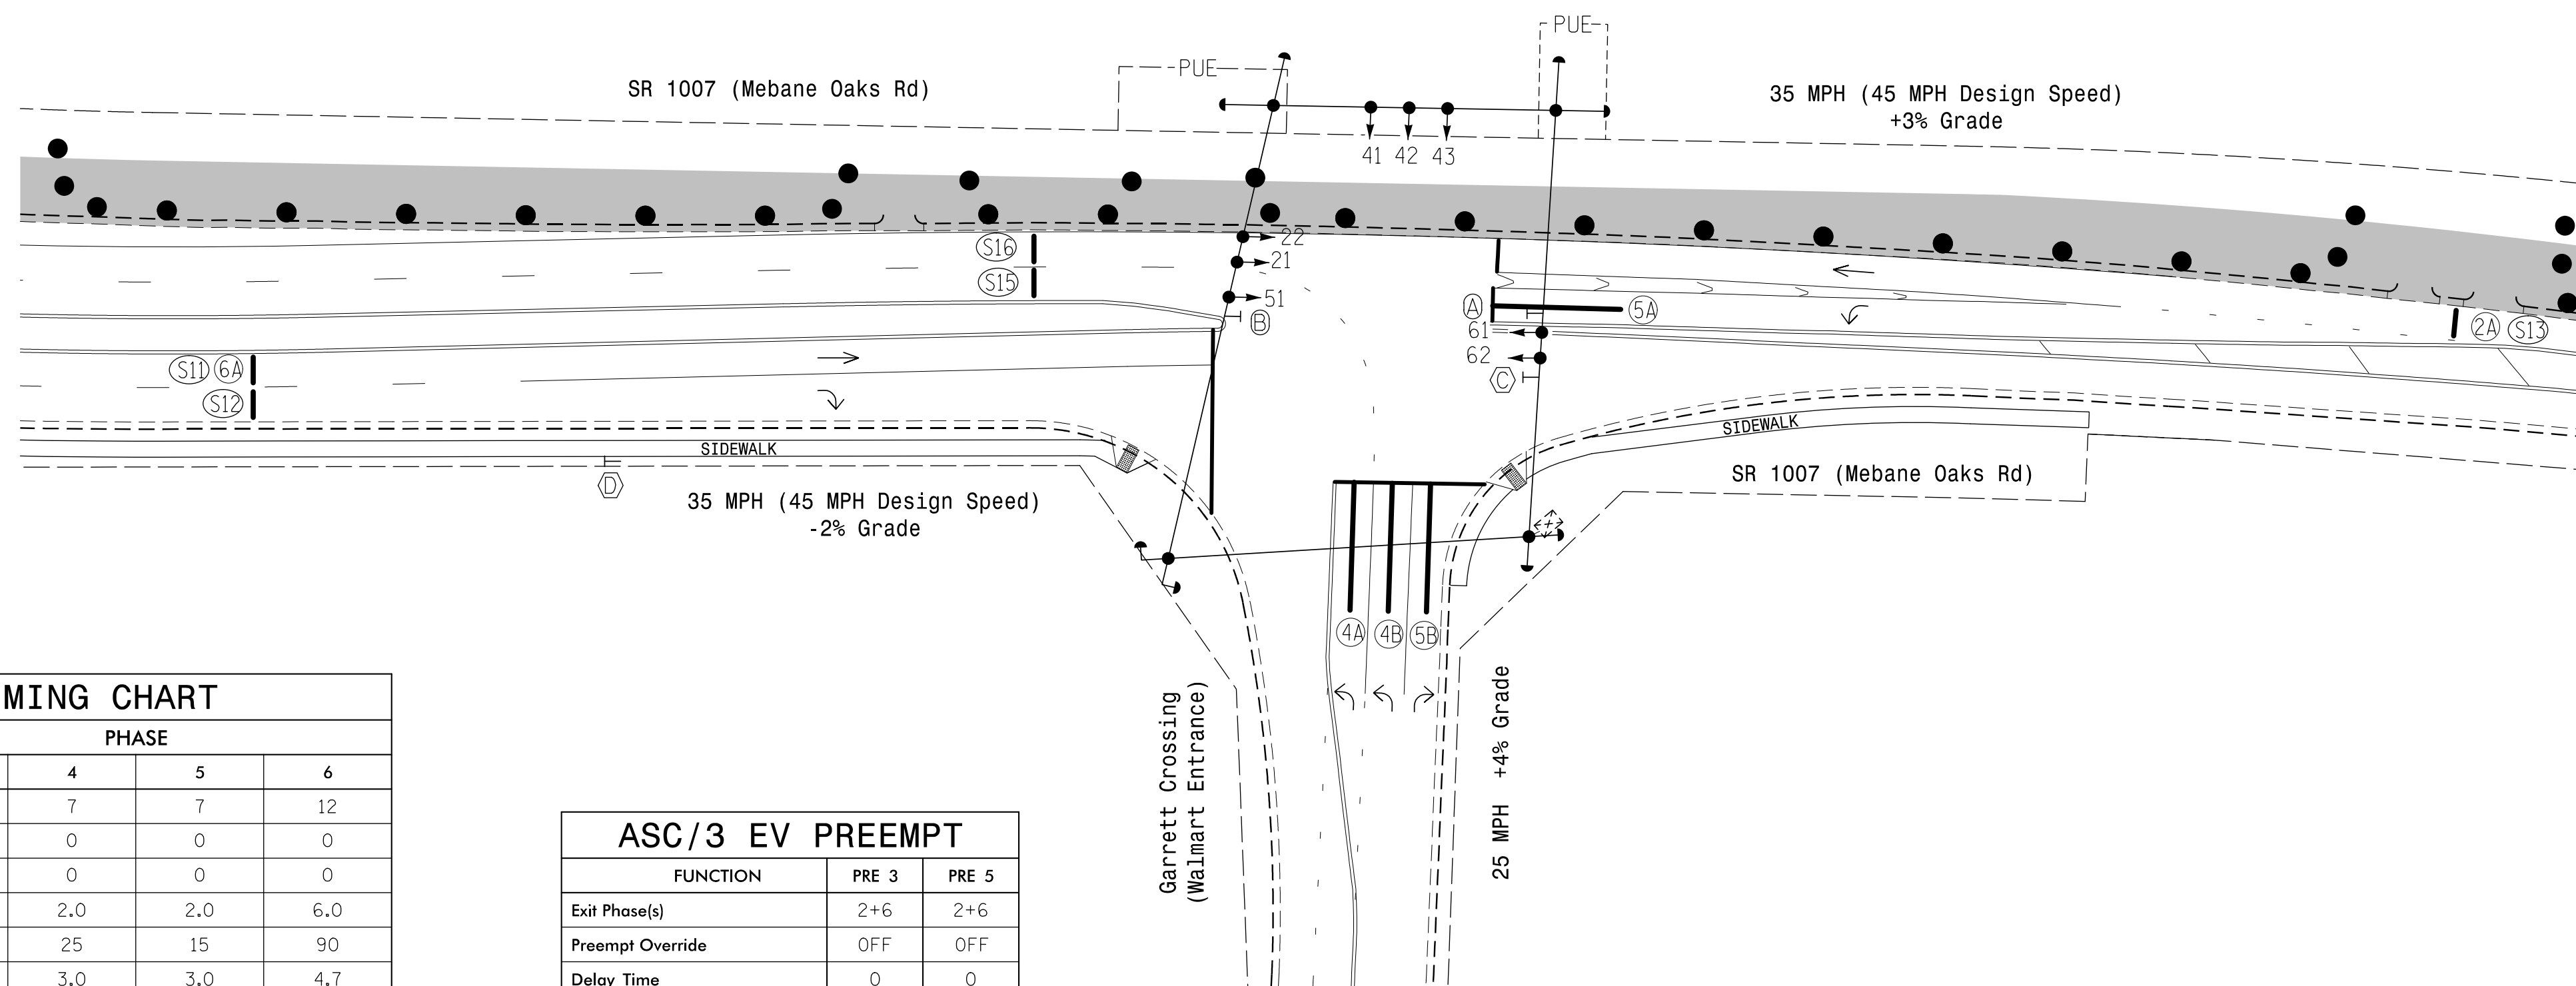 PUE
PUE
SR 1007 (Mebane Oaks Rd)
35 MPH (45 MPH Design Speed)
+3% Grade
41 42 43
S16
22
S15
21
51
B
A
5A
61
62
C
2A S13
S11 6A
S12
SIDEWALK
SIDEWALK
D
35 MPH (45 MPH Design Speed)
-2% Grade
SR 1007 (Mebane Oaks Rd)
4A 4B 5B
Garrett Crossing
(Walmart Entrance)
25 MPH +4% Grade
MING CHART
PHASE
4 5 6
7 7 12
0 0 0
0 0 0
2.0 2.0 6.0
25 15 90
3.0 3.0 4.7
ASC/3 EV PREEMPT
FUNCTION PRE 3 PRE 5
Exit Phase(s) 2+6 2+6
Preempt Override OFF OFF
Delay Time 0 0